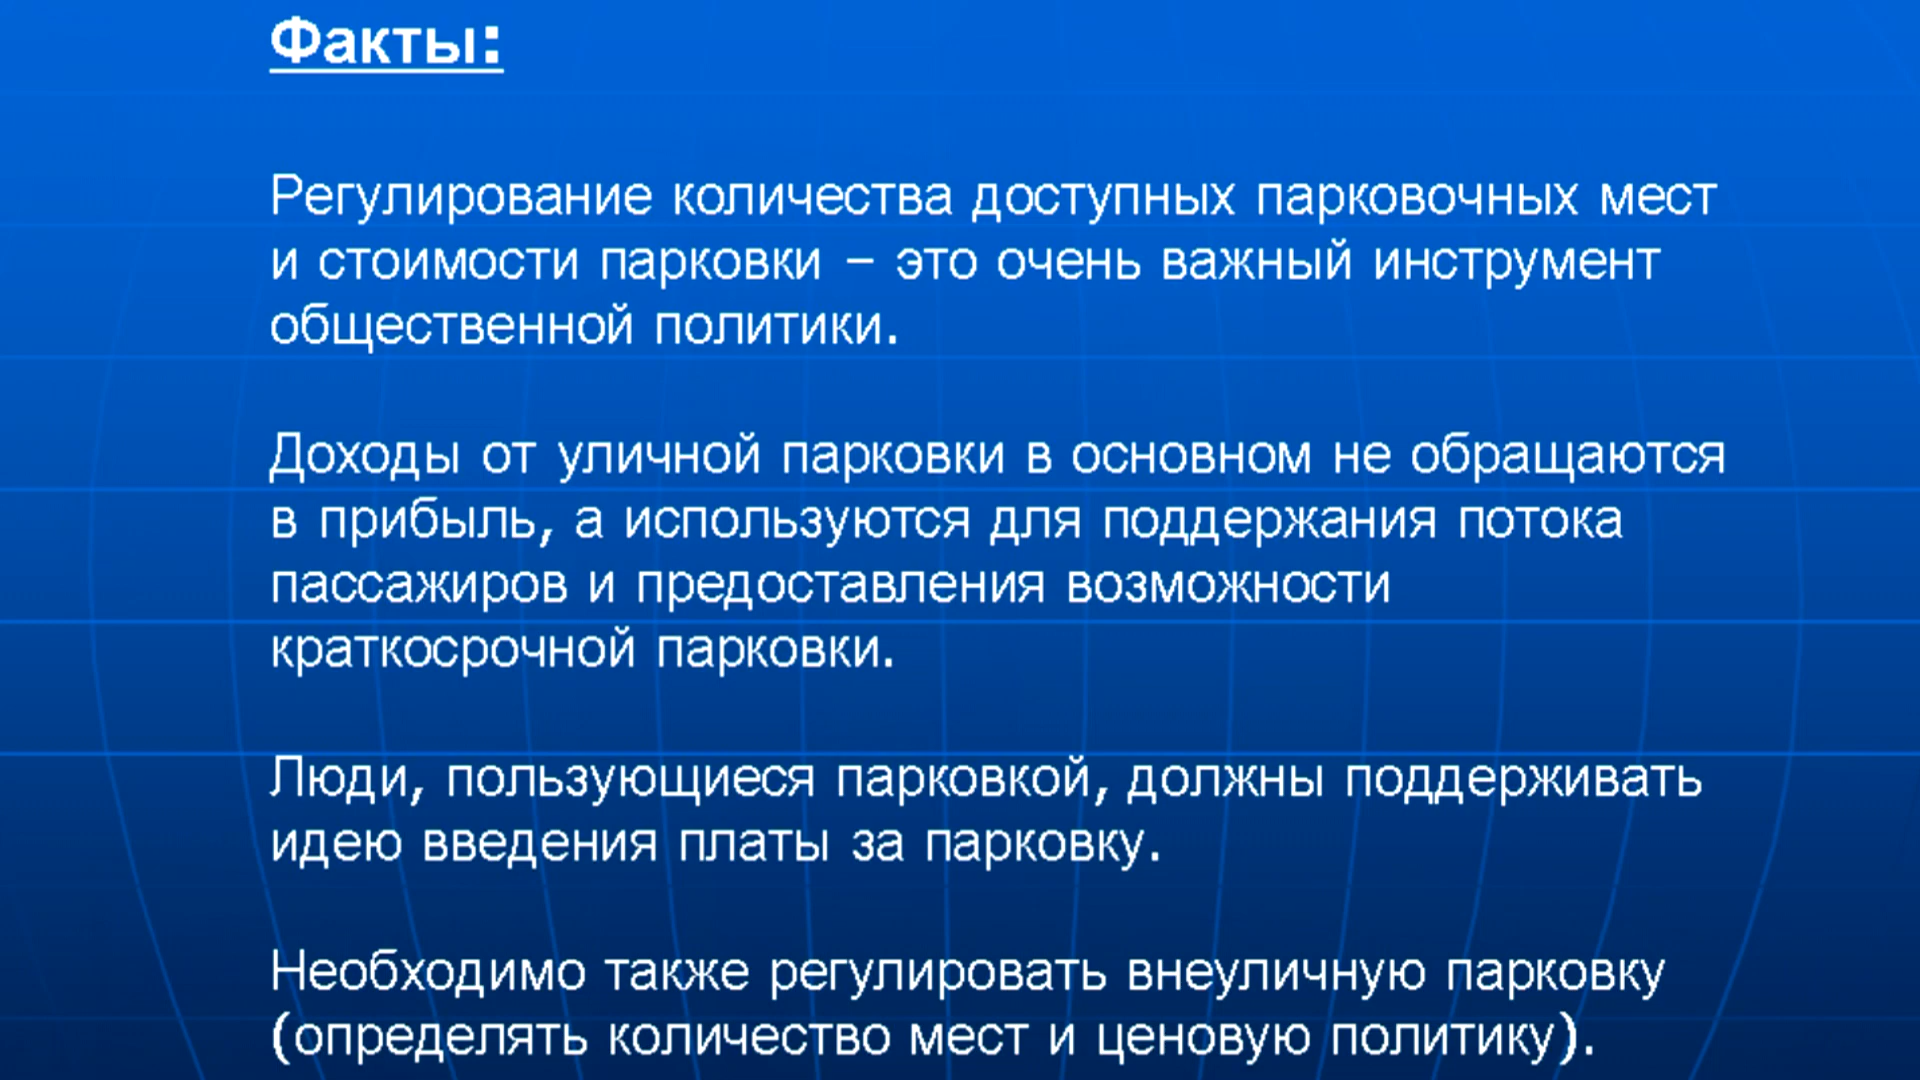 Факты:
Регулирование количества доступных парковочных мест
и стоимости парковки – это очень важный инструмент
общественной политики.
Доходы от уличной парковки в основном не обращаются
в прибыль, а используются для поддержания потока
пассажиров и предоставления возможности
краткосрочной парковки.
Люди, пользующиеся парковкой, должны поддерживать
идею введения платы за парковку.
Необходимо также регулировать внеуличную парковку
(определять количество мест и ценовую политику).